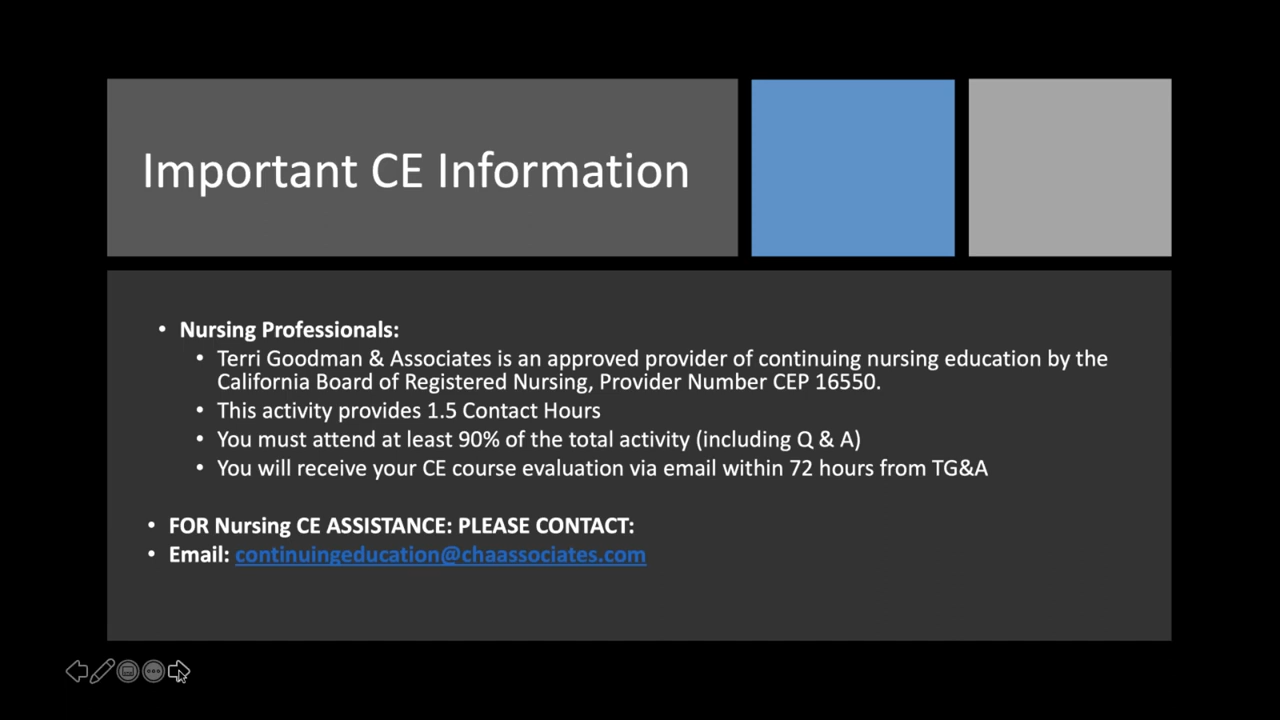 Important CE Information
• Nursing Professionals:
• Terri Goodman & Associates is an approved provider of continuing nursing education by the
California Board of Registered Nursing, Provider Number CEP 16550.
• This activity provides 1.5 Contact Hours
• You must attend at least 90% of the total activity (including Q & A)
• You will receive your CE course evaluation via email within 72 hours from TG&A
• FOR Nursing CE ASSISTANCE: PLEASE CONTACT:
• Email: continuingeducation@chaassociates.com